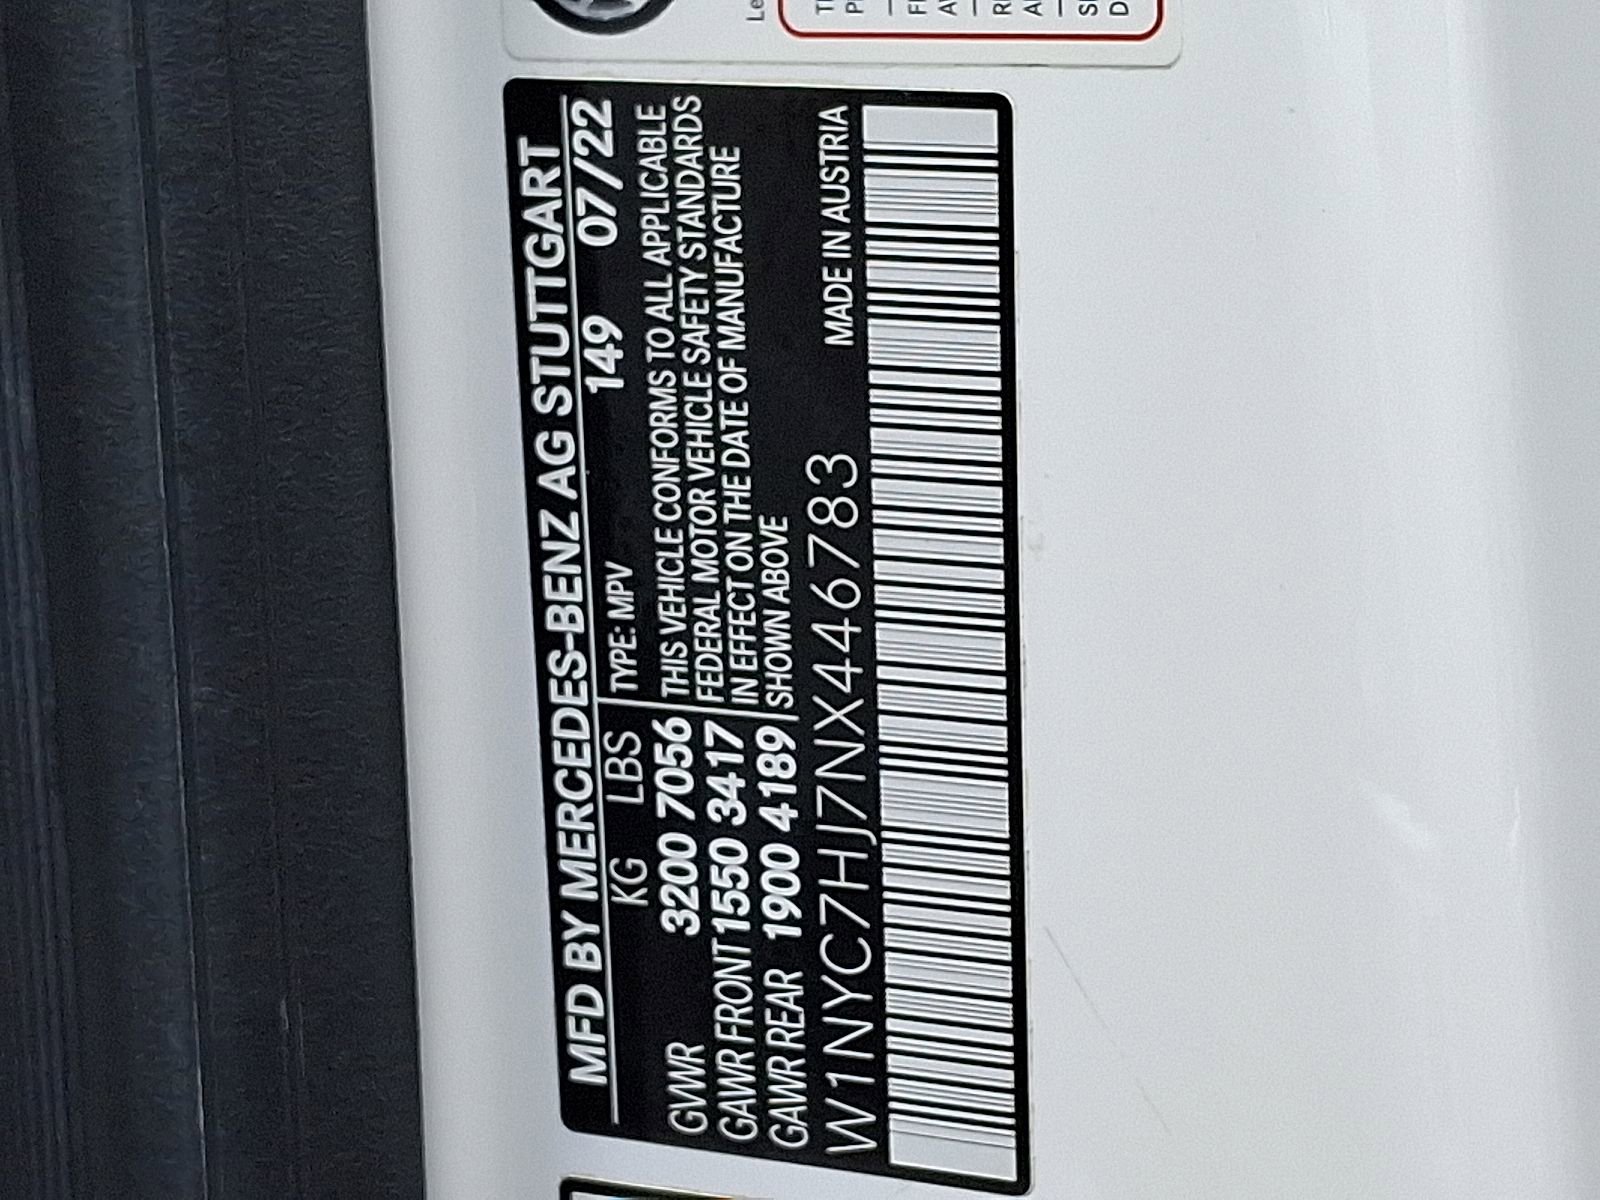 MFD BY MERCEDES-BENZ AG STUTTGART
KG LBS TYPE: MPV 149 07/22
GVWR 3200 7056 THIS VEHICLE CONFORMS TO ALL APPLICABLE
GAWR FRONT 1550 3417 FEDERAL MOTOR VEHICLE SAFETY STANDARDS
IN EFFECT ON THE DATE OF MANUFACTURE
GAWR REAR 1900 4189 SHOWN ABOVE
W1NYC7HJ7NX446783 MADE IN AUSTRIA